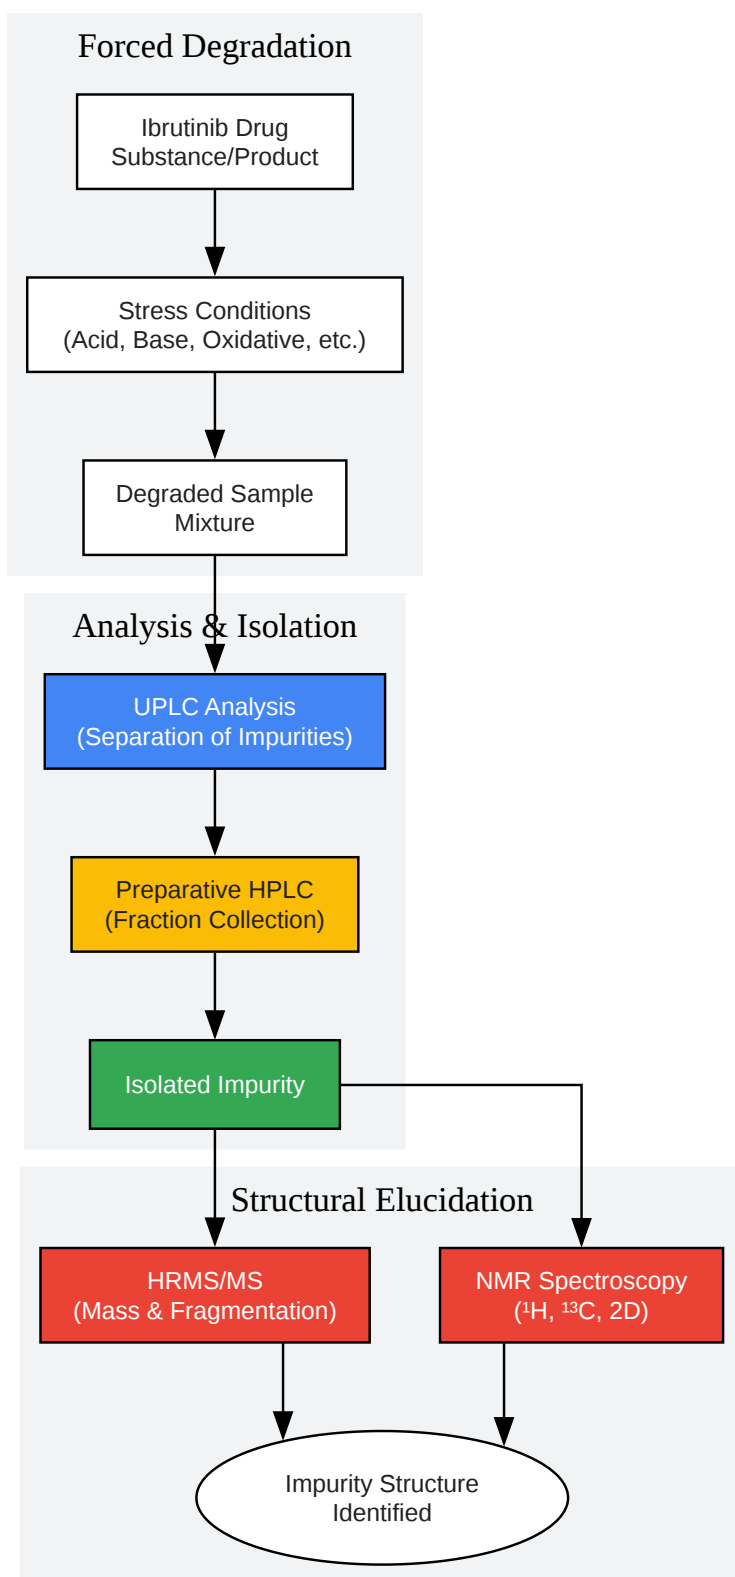 Forced Degradation
Ibrutinib Drug
Substance/Product
Stress Conditions
(Acid, Base, Oxidative, etc.)
Degraded Sample
Mixture
Analysis & Isolation
UPLC Analysis
(Separation of Impurities)
Preparative HPLC
(Fraction Collection)
Isolated Impurity
Structural Elucidation
HRMS/MS
(Mass & Fragmentation)
NMR Spectroscopy
(¹H, ¹³C, 2D)
Impurity Structure
Identified